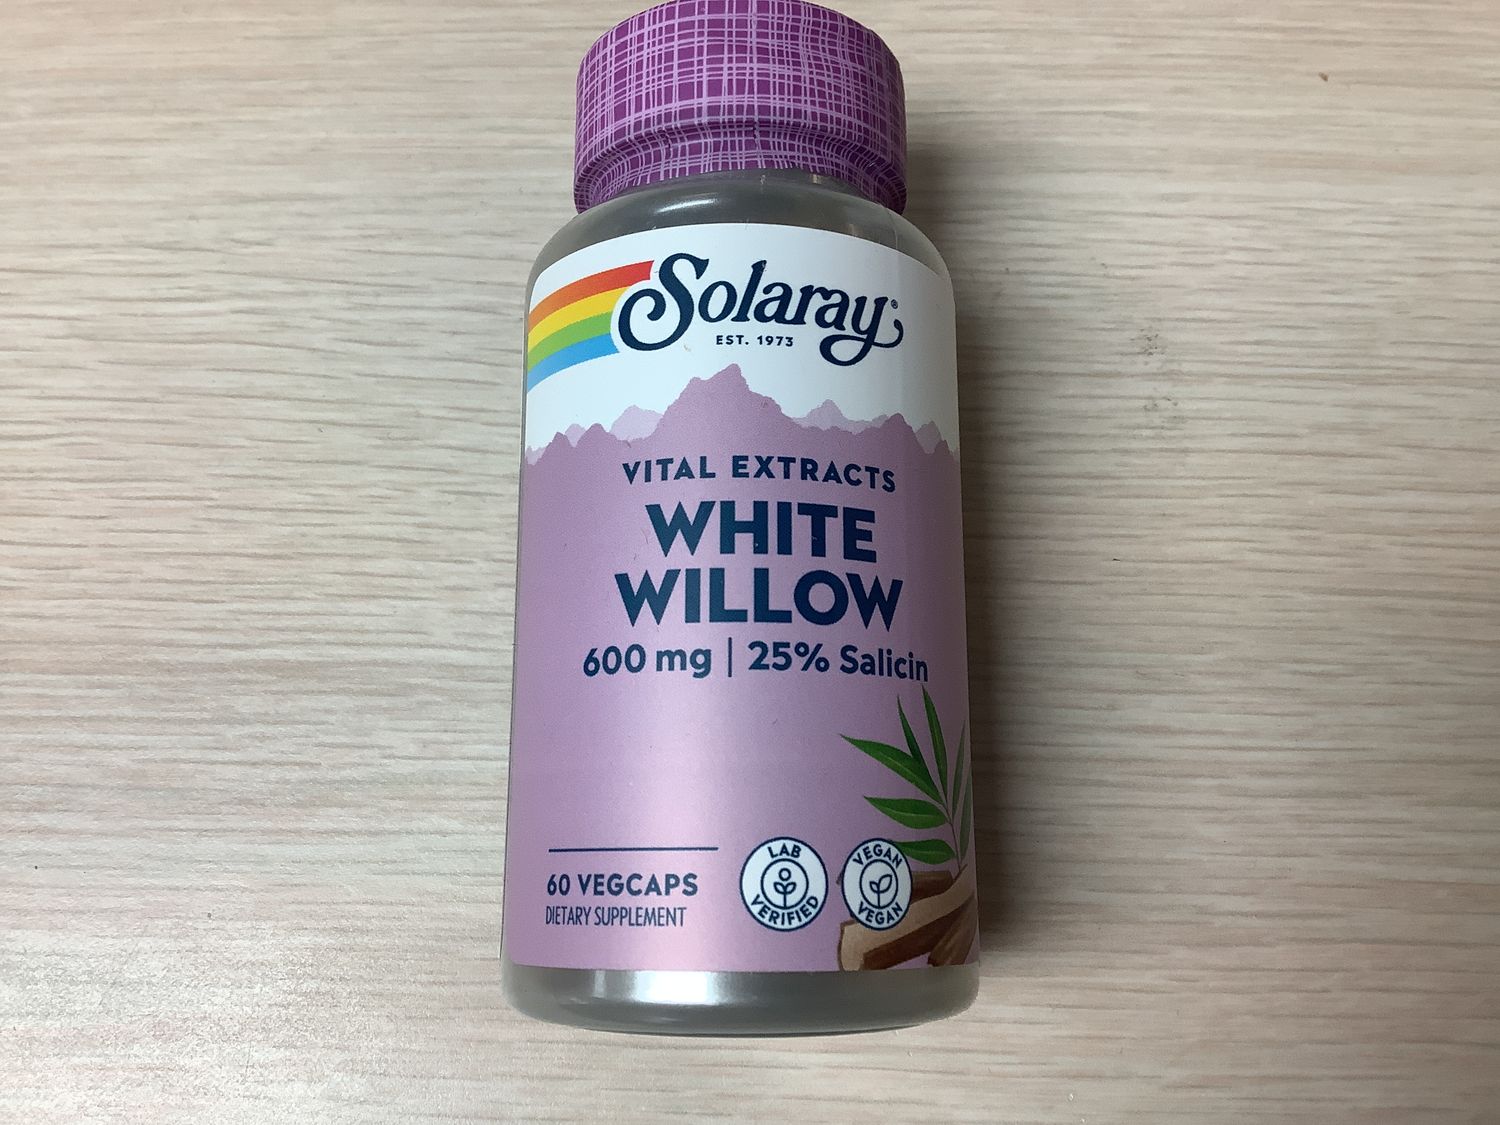 Solaray®
EST. 1973
VITAL EXTRACTS
WHITE
WILLOW
600 mg | 25% Salicin
60 VEGCAPS
DIETARY SUPPLEMENT
LAB
VERIFIED
VEGAN
VEGAN